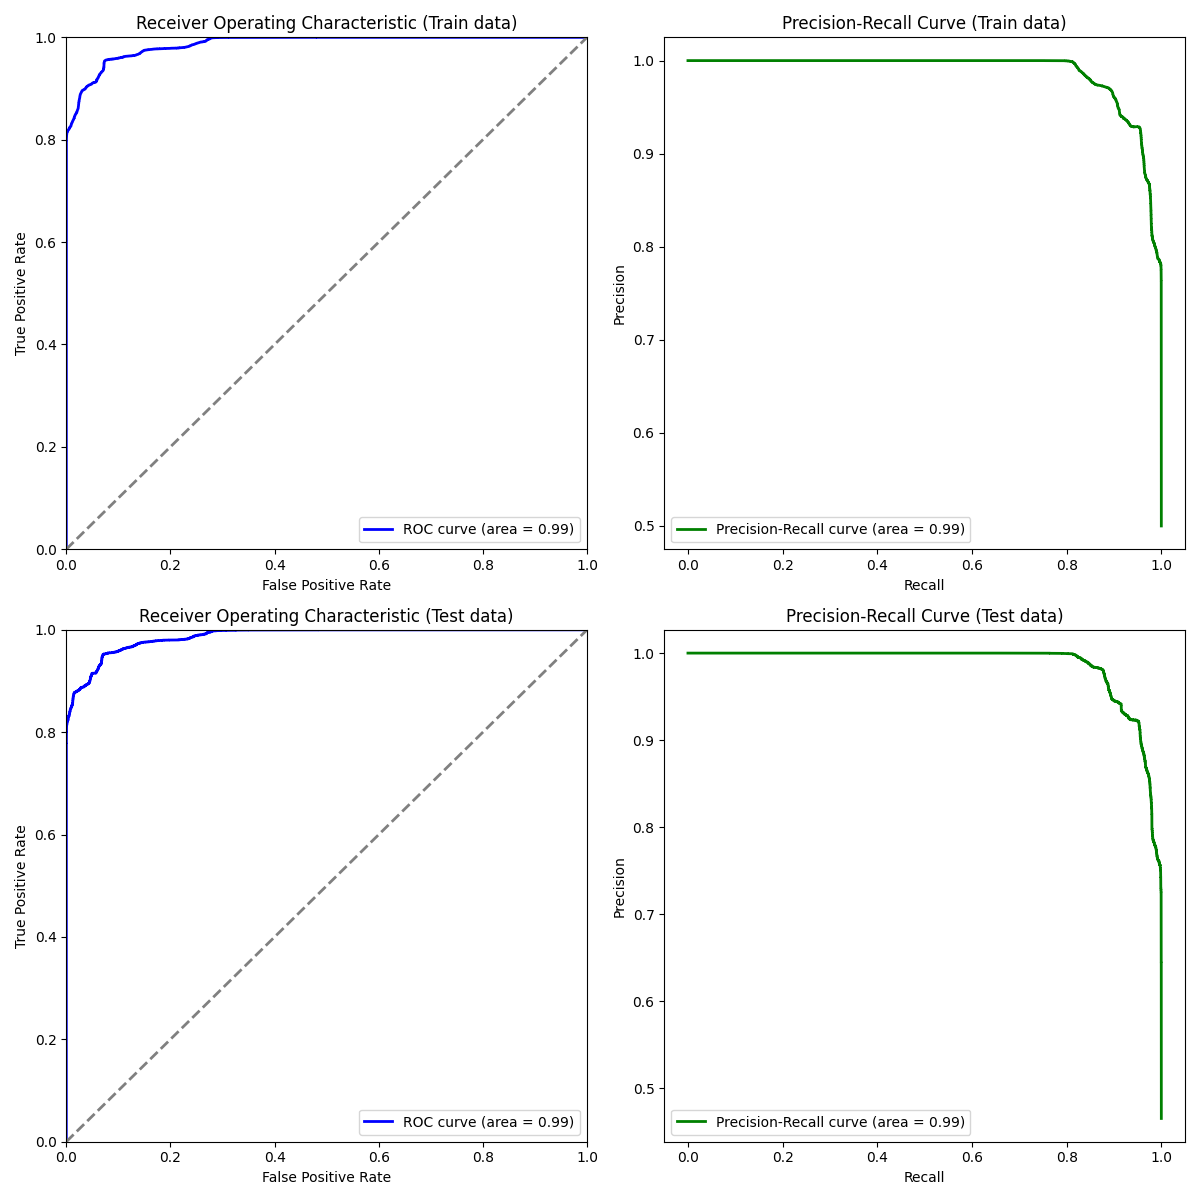 Receiver Operating Characteristic (Train data)
1.0
0.8
0.6
0.4
0.2
0.0
True Positive Rate
ROC curve (area = 0.99)
0.0 0.2 0.4 0.6 0.8 1.0
False Positive Rate
Precision-Recall Curve (Train data)
1.0
0.9
0.8
0.7
0.6
0.5
Precision
Precision-Recall curve (area = 0.99)
0.0 0.2 0.4 0.6 0.8 1.0
Recall
Receiver Operating Characteristic (Test data)
1.0
0.8
0.6
0.4
0.2
0.0
True Positive Rate
ROC curve (area = 0.99)
0.0 0.2 0.4 0.6 0.8 1.0
False Positive Rate
Precision-Recall Curve (Test data)
1.0
0.9
0.8
0.7
0.6
0.5
Precision
Precision-Recall curve (area = 0.99)
0.0 0.2 0.4 0.6 0.8 1.0
Recall